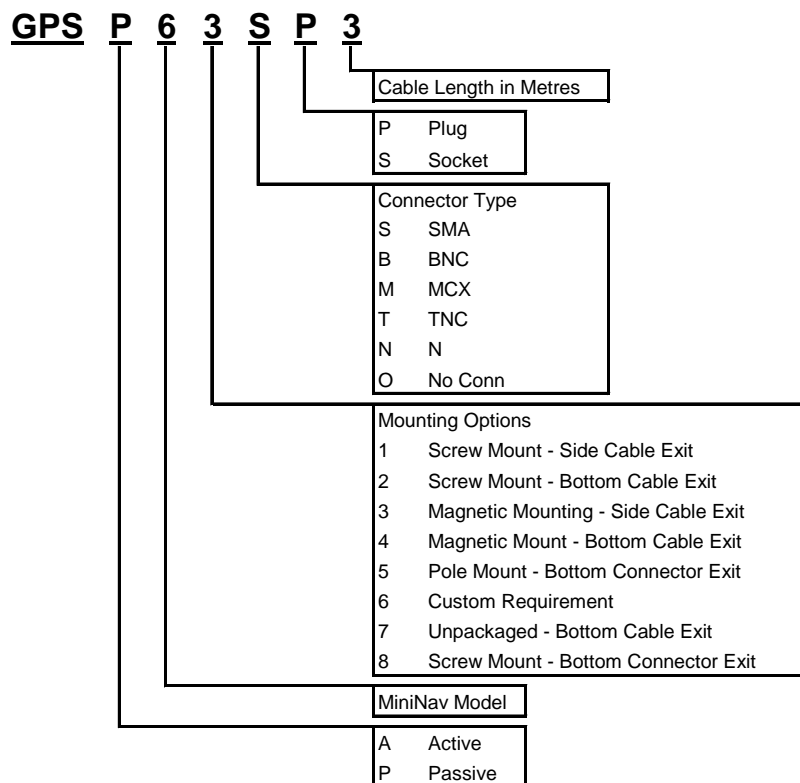 GPS P 6 3 S P 3
Cable Length in Metres
P Plug
S Socket
Connector Type
S SMA
B BNC
M MCX
T TNC
N N
O No Conn
Mounting Options
1 Screw Mount - Side Cable Exit
2 Screw Mount - Bottom Cable Exit
3 Magnetic Mounting - Side Cable Exit
4 Magnetic Mount - Bottom Cable Exit
5 Pole Mount - Bottom Connector Exit
6 Custom Requirement
7 Unpackaged - Bottom Cable Exit
8 Screw Mount - Bottom Connector Exit
MiniNav Model
A Active
P Passive